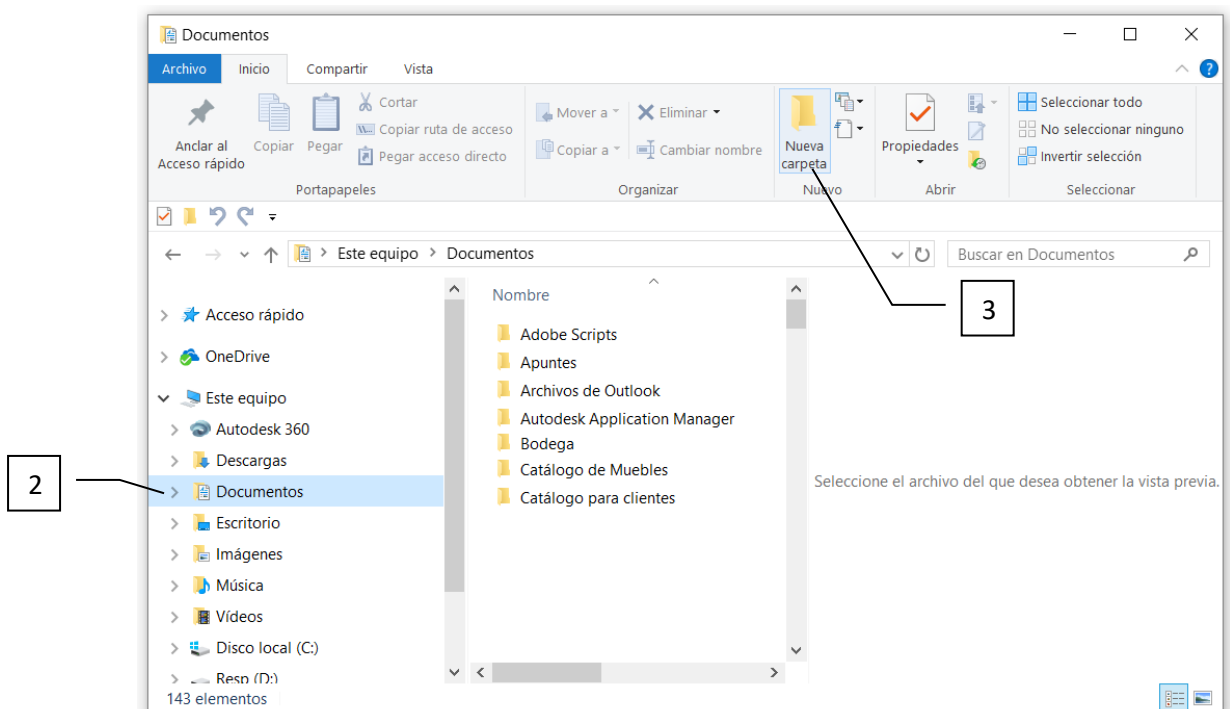 Documentos
Archivo Inicio Compartir Vista
Anclar al Acceso rápido
Copiar
Pegar
Cortar
Copiar ruta de acceso
Pegar acceso directo
Portapapeles
Mover a
Copiar a
Eliminar
Cambiar nombre
Organizar
Nueva carpeta
Nuevo
Propiedades
Abrir
Seleccionar todo
No seleccionar ninguno
Invertir selección
Seleccionar
Este equipo > Documentos
Buscar en Documentos
Acceso rápido
OneDrive
Este equipo
Autodesk 360
Descargas
Documentos
Escritorio
Imágenes
Música
Vídeos
Disco local (C:)
Resp (D:)
Nombre
Adobe Scripts
Apuntes
Archivos de Outlook
Autodesk Application Manager
Bodega
Catálogo de Muebles
Catálogo para clientes
Seleccione el archivo del que desea obtener la vista previa.
143 elementos
2
3